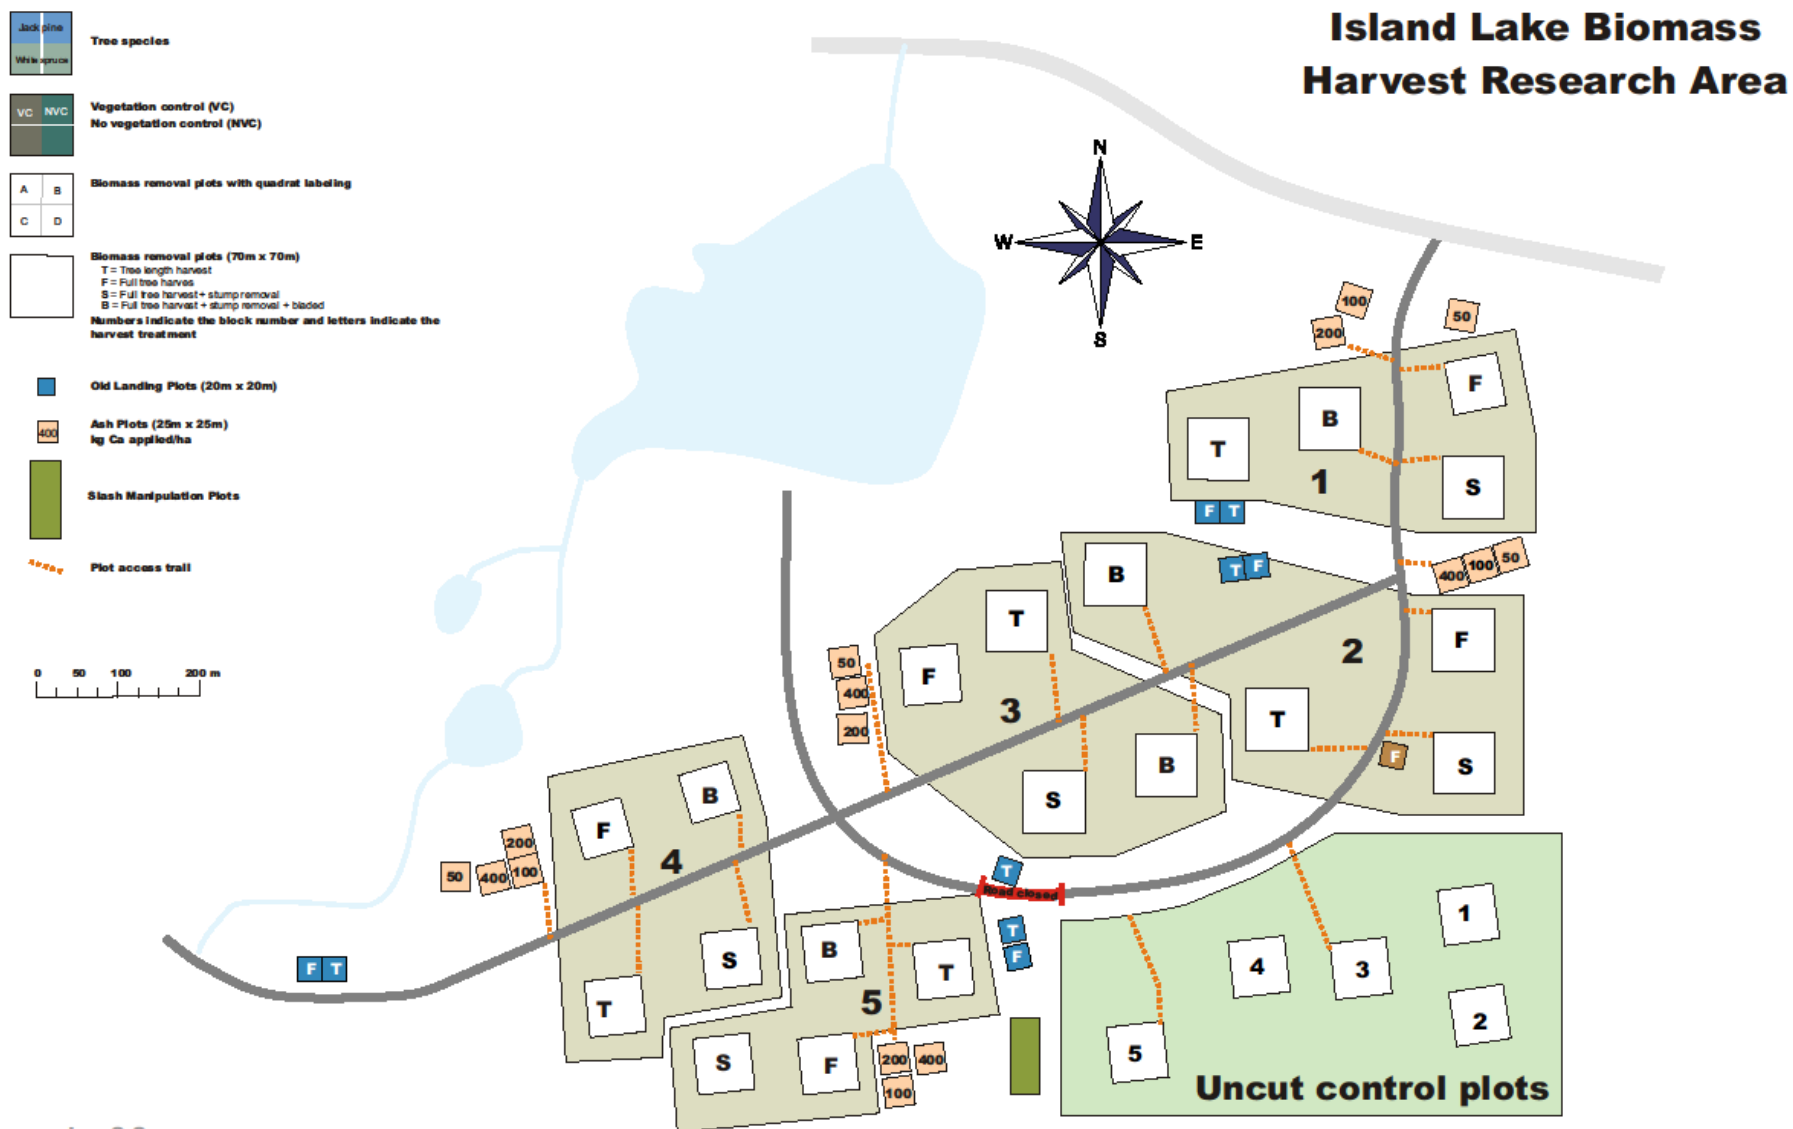 Island Lake Biomass
Harvest Research Area
Jack pine
White spruce
Tree species
VC NVC
Vegetation control (VC)
No vegetation control (NVC)
A B
C D
Biomass removal plots with quadrat labeling
Biomass removal plots (70m x 70m)
T = Tree length harvest
F = Full tree harves
S = Full tree harvest + stump removal
B = Full tree harvest + stump removal + bladed
Numbers indicate the block number and letters indicate the
harvest treatment
Old Landing Plots (20m x 20m)
400
Ash Plots (25m x 25m)
kg Ca applied/ha
Slash Manipulation Plots
Plot access trail
0 50 100 200 m
N
W E
S
100
200
50
F
B
T
1
S
F T
B
T F
400 100 50
F
2
T
S
F
T
F
3
S
B
50
400
200
B
F
4
S
T
200
50 400 100
F T
T
Road closed
T
F
B
T
5
S
F
200 400
100
1
4
3
2
5
Uncut control plots